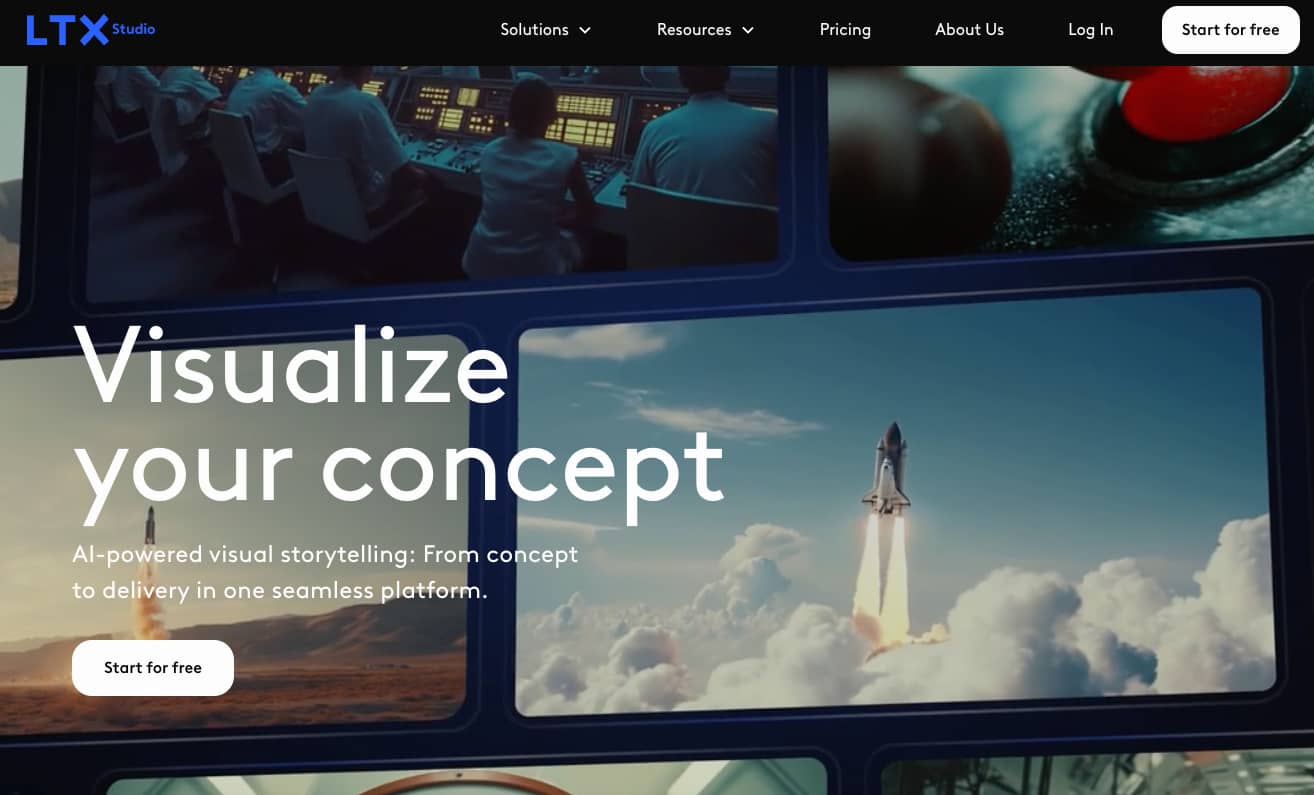 LTX Studio
Solutions
Resources
Pricing
About Us
Log In
Start for free
Visualize
your concept
AI-powered visual storytelling: From concept
to delivery in one seamless platform.
Start for free